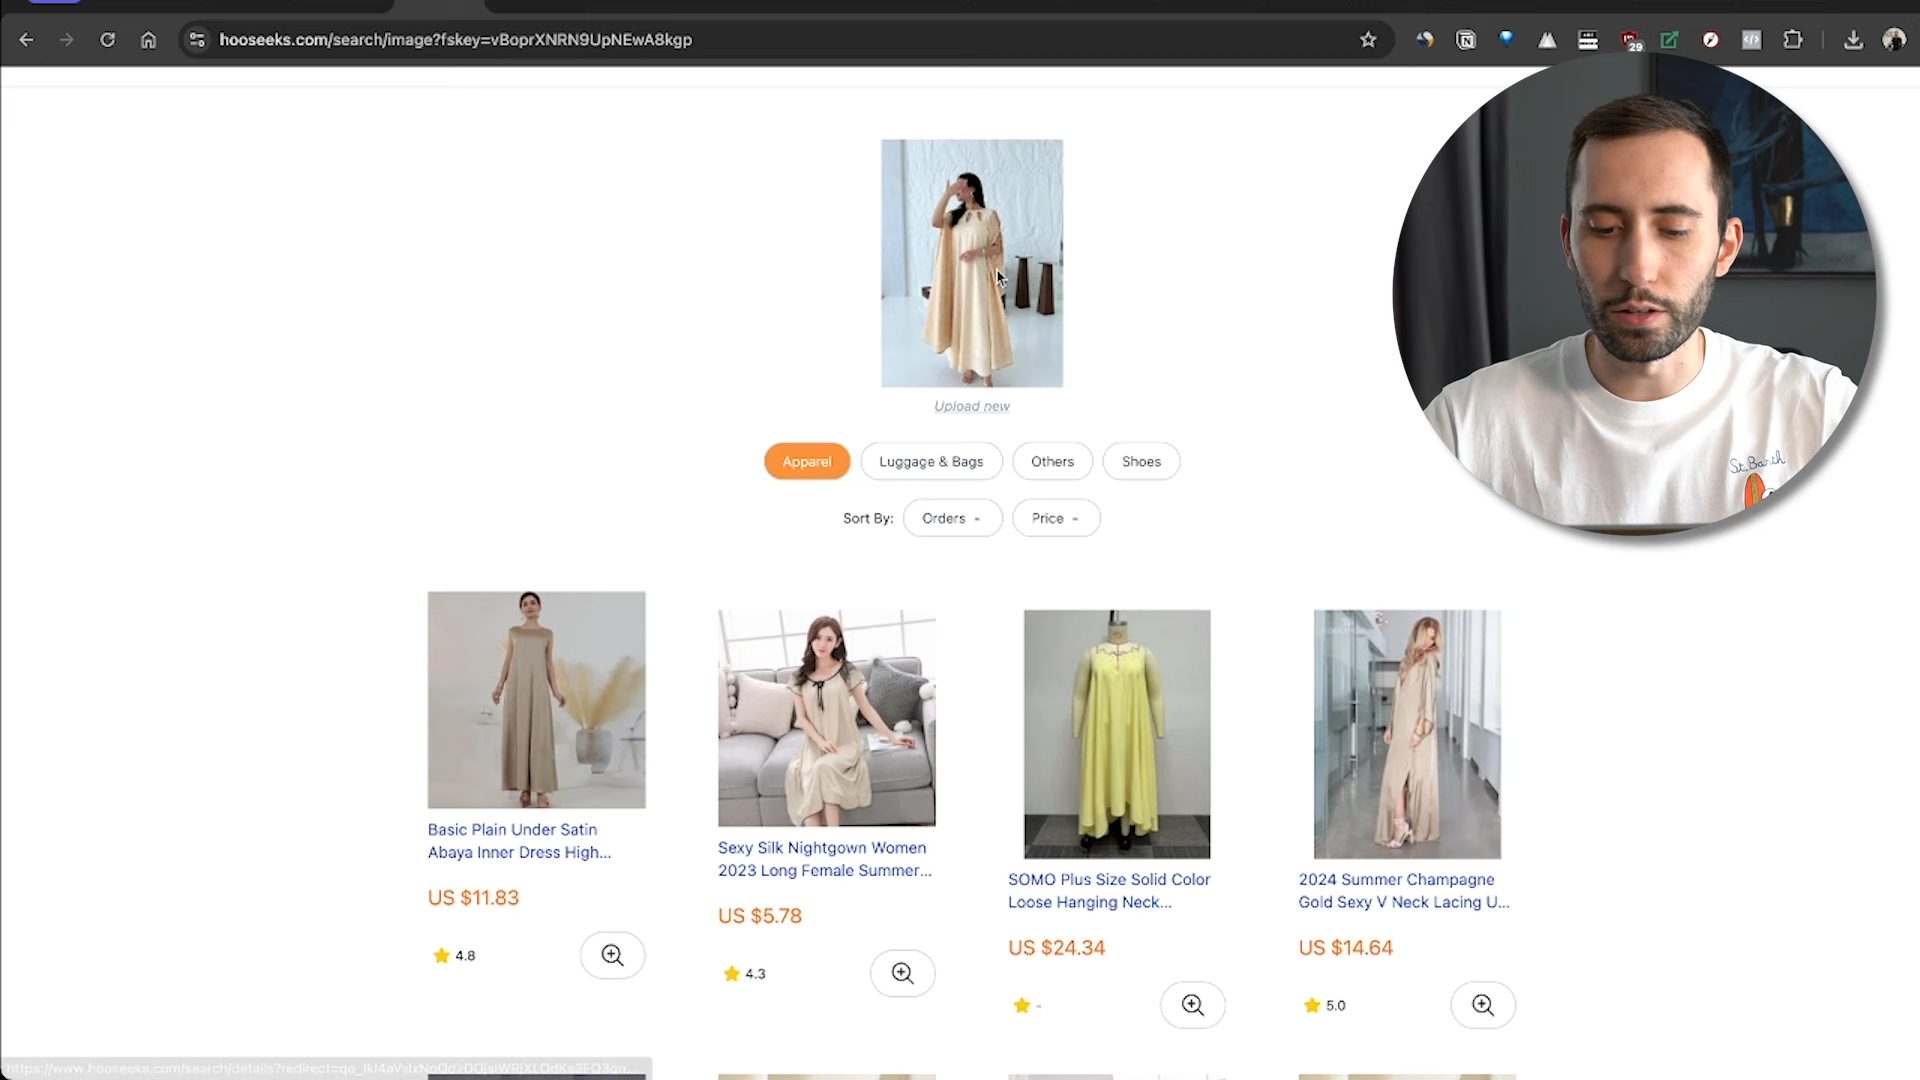 hooseeks.com/search/image?fskey=vBoprXNRN9UpNEwA8kgp
29
St. Barth
Upload new
Apparel
Luggage & Bags
Others
Shoes
Sort By:
Orders -
Price -
Basic Plain Under Satin
Abaya Inner Dress High...
US $11.83
4.8
Sexy Silk Nightgown Women
2023 Long Female Summer...
US $5.78
4.3
SOMO Plus Size Solid Color
Loose Hanging Neck...
US $24.34
-
2024 Summer Champagne
Gold Sexy V Neck Lacing U...
US $14.64
5.0